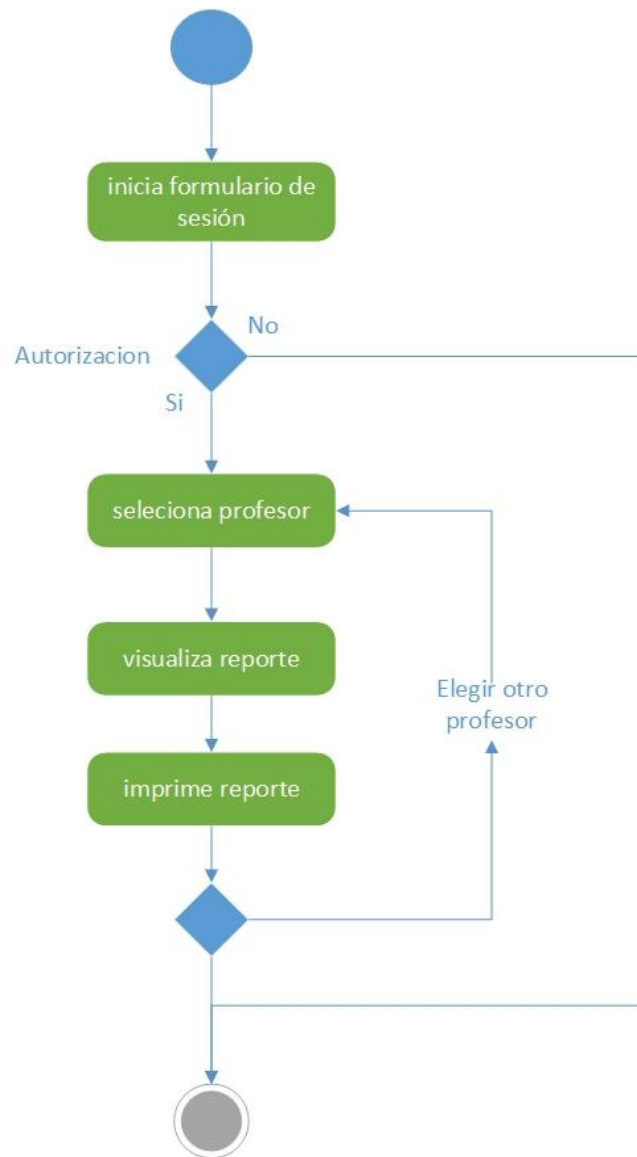 inicia formulario de
sesión
No
Autorizacion
Si
seleciona profesor
visualiza reporte
Elegir otro
profesor
imprime reporte